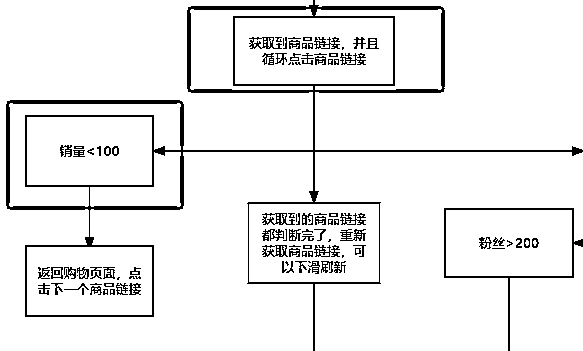 获取到商品链接，并且
循环点击商品链接
销量<100
获取到的商品链接
都判断完了，重新
获取商品链接，可
以下滑刷新
粉丝>200
返回购物页面，点
击下一个商品链接